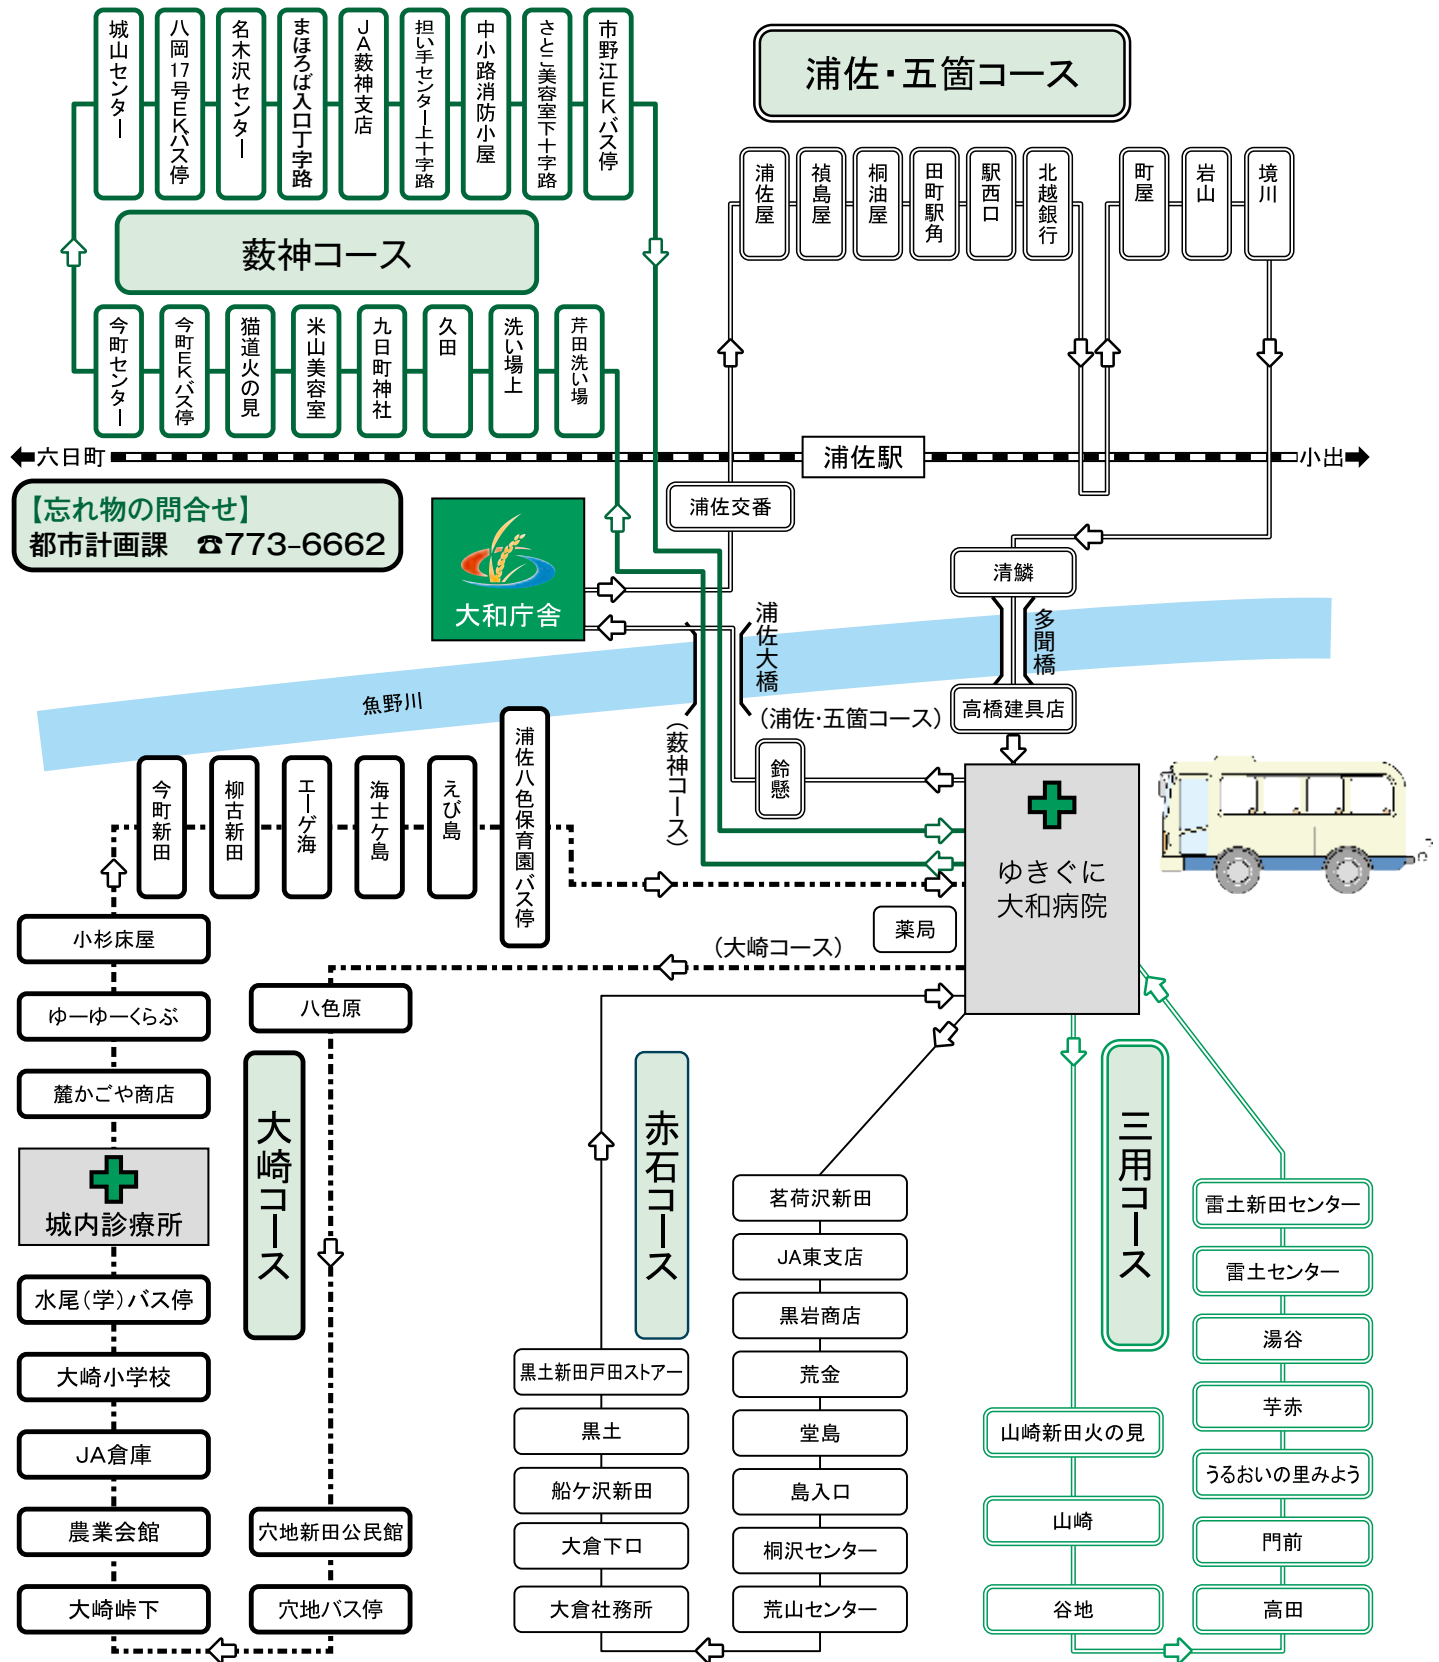 浦佐・五箇コース
城山センター
八岡17号EKバス停
名木沢センター
まほろば入口丁字路
JA薮神支店
担い手センター上十字路
中小路消防小屋
さとこ美容室下十字路
市野江EKバス停
薮神コース
今町センター
今町EKバス停
猫道火の見
米山美容室
九日町神社
久田
洗い場上
芹田洗い場
浦佐屋
禎島屋
桐油屋
田町駅角
駅西口
北越銀行
町屋
岩山
境川
六日町
浦佐駅
小出
【忘れ物の問合せ】
都市計画課 ☎773-6662
大和庁舎
浦佐交番
清鱗
浦佐大橋
多聞橋
魚野川
高橋建具店
（浦佐・五箇コース）
（薮神コース）
鈴懸
今町新田
柳古新田
エーゲ海
海士ケ島
えび島
浦佐八色保育園バス停
ゆきぐに
大和病院
薬局
（大崎コース）
小杉床屋
ゆーゆーくらぶ
麓かごや商店
城内診療所
水尾（学）バス停
大崎小学校
JA倉庫
農業会館
大崎峠下
八色原
大崎コース
穴地新田公民館
穴地バス停
赤石コース
黒土新田戸田ストアー
黒土
船ケ沢新田
大倉下口
大倉社務所
茗荷沢新田
JA東支店
黒岩商店
荒金
堂島
島入口
桐沢センター
荒山センター
三用コース
山崎新田火の見
山崎
谷地
雷土新田センター
雷土センター
湯谷
芋赤
うるおいの里みよう
門前
高田